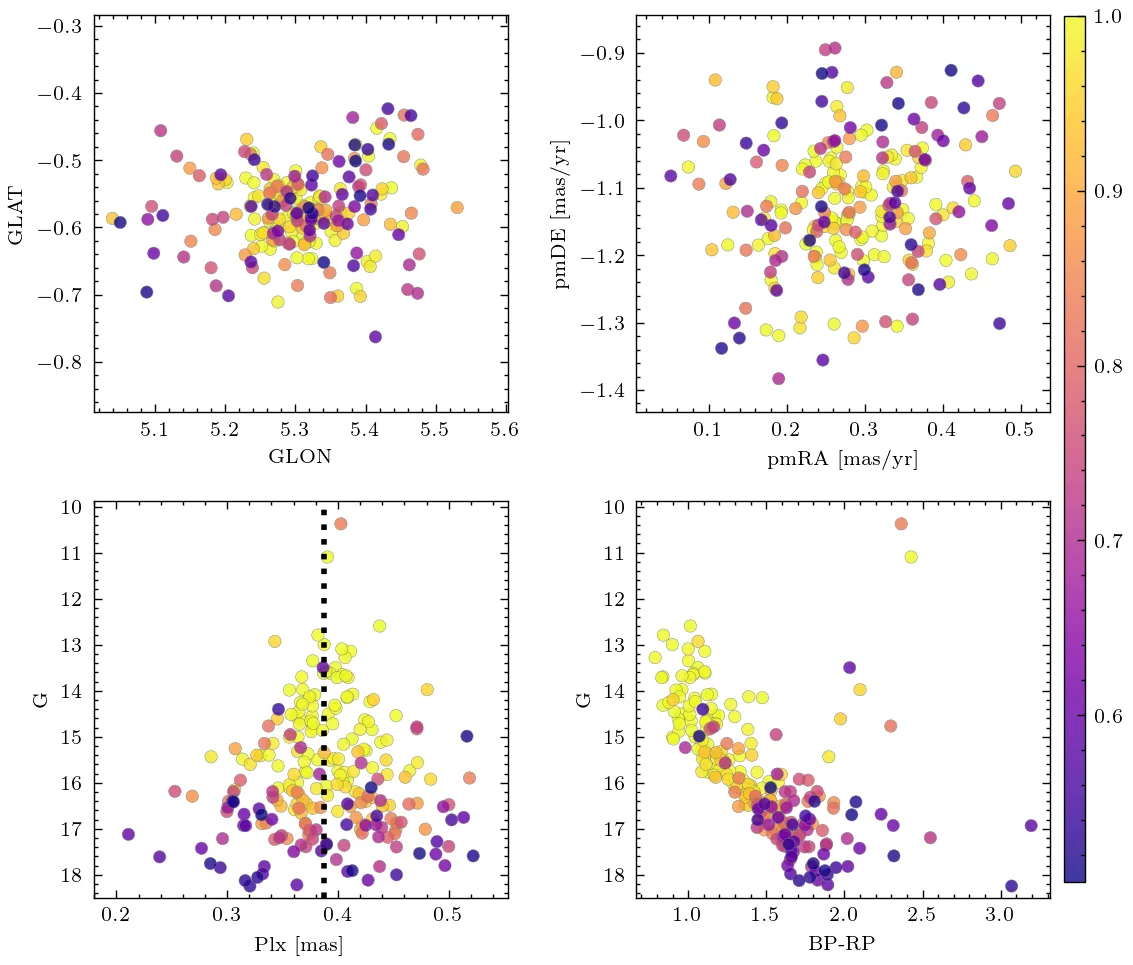 −0.3
−0.4
−0.5
−0.6
−0.7
−0.8
GLAT
5.1 5.2 5.3 5.4 5.5 5.6
GLON
−0.9
−1.0
−1.1
−1.2
−1.3
−1.4
pmDE [mas/yr]
0.1 0.2 0.3 0.4 0.5
pmRA [mas/yr]
1.0
0.9
0.8
0.7
0.6
10
11
12
13
14
15
16
17
18
G
0.2 0.3 0.4 0.5
Plx [mas]
10
11
12
13
14
15
16
17
18
G
1.0 1.5 2.0 2.5 3.0
BP-RP